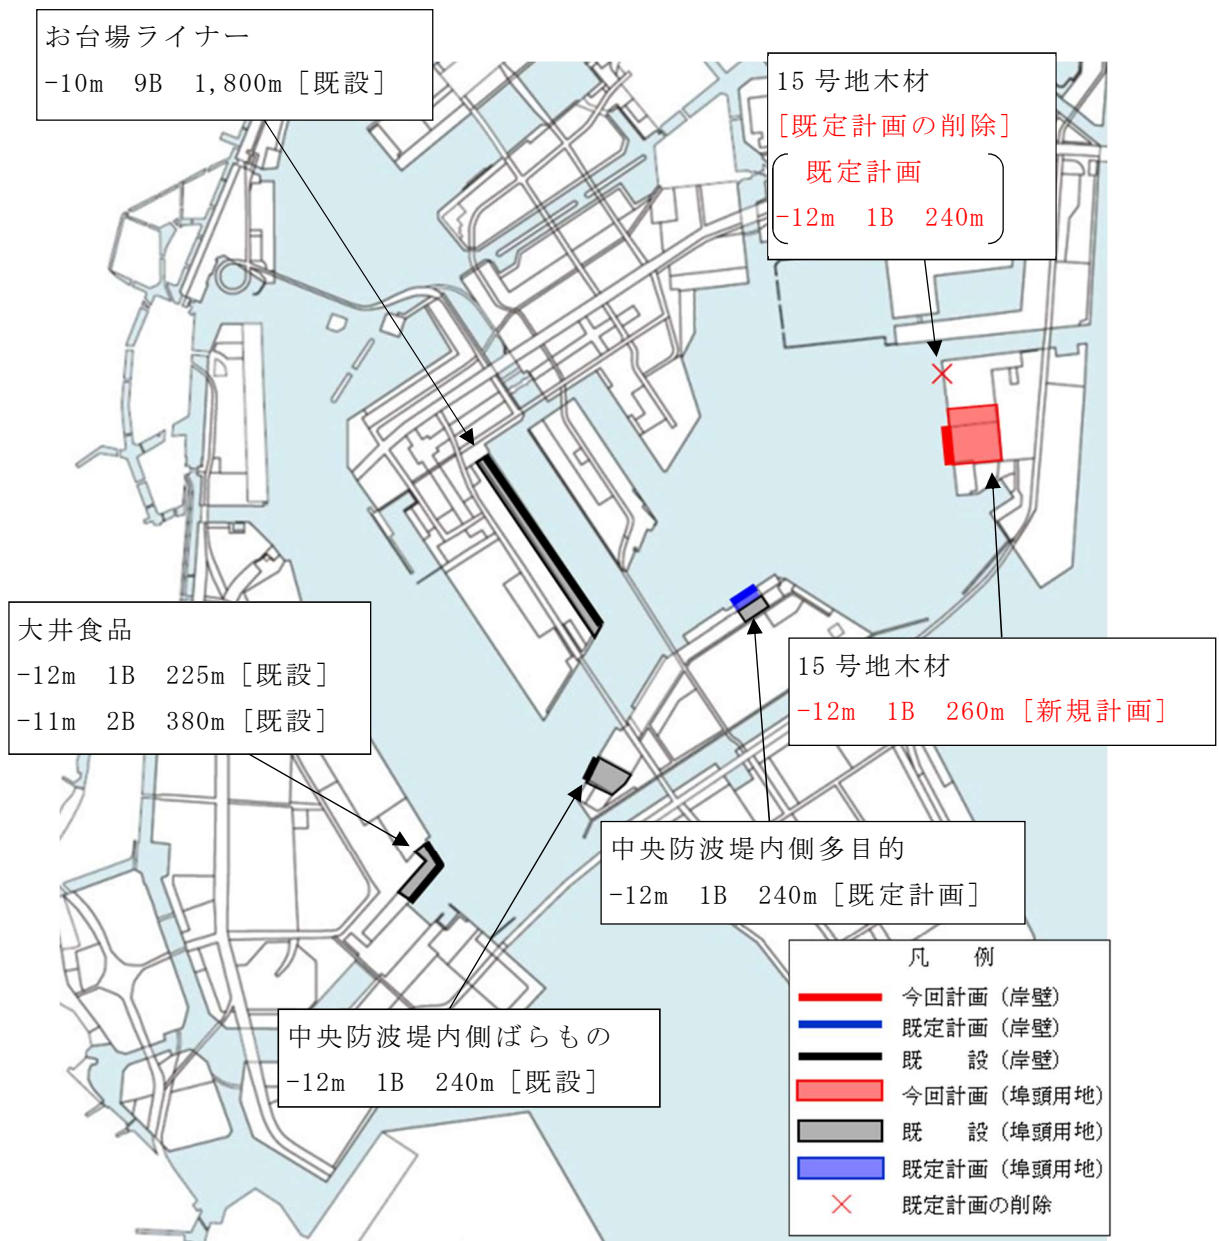 お台場ライナー
-10m 9B 1,800m［既設］
15号地木材
［既定計画の削除］
既定計画
-12m 1B 240m
大井食品
-12m 1B 225m［既設］
-11m 2B 380m［既設］
15号地木材
-12m 1B 260m［新規計画］
中央防波堤内側多目的
-12m 1B 240m［既定計画］
中央防波堤内側ばらもの
-12m 1B 240m［既設］
凡 例
今回計画（岸壁）
既定計画（岸壁）
既 設（岸壁）
今回計画（埠頭用地）
既 設（埠頭用地）
既定計画（埠頭用地）
既定計画の削除